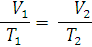 V₁/T₁ = V₂/T₂